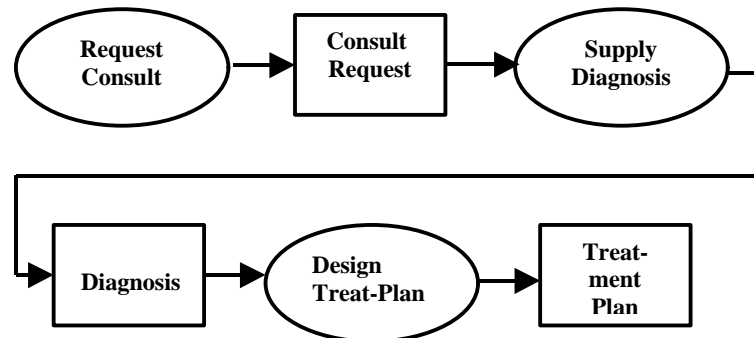 Request
Consult
Consult
Request
Supply
Diagnosis
Diagnosis
Design
Treat-Plan
Treat-
ment
Plan